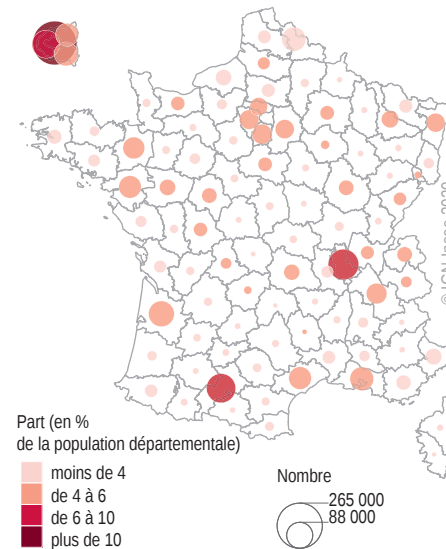 © IGN-Insee 2020
Part (en %
de la population départementale)
moins de 4
de 4 à 6
de 6 à 10
plus de 10
Nombre
265 000
88 000